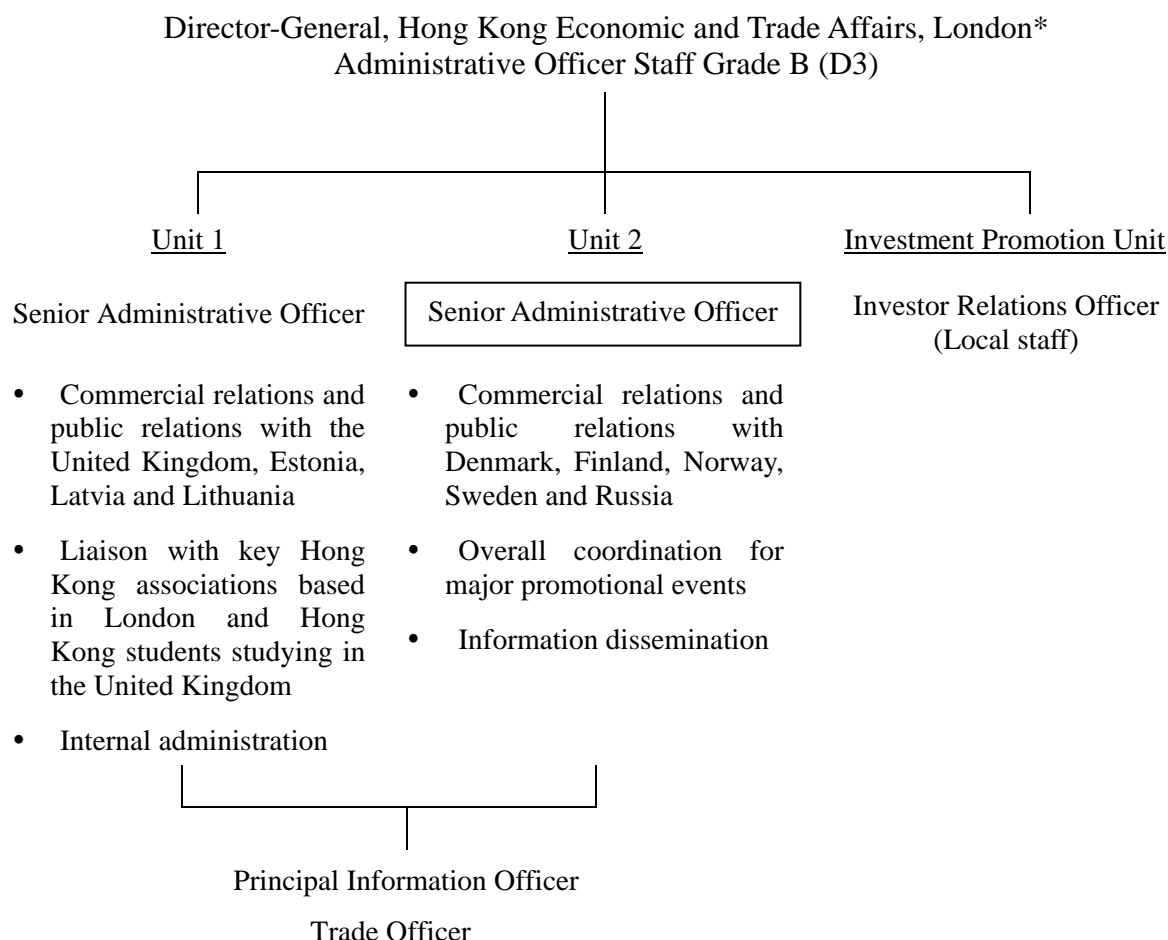 Director-General, Hong Kong Economic and Trade Affairs, London*
Administrative Officer Staff Grade B (D3)
Unit 1
Senior Administrative Officer
• Commercial relations and
public relations with the
United Kingdom, Estonia,
Latvia and Lithuania
• Liaison with key Hong
Kong associations based
in London and Hong
Kong students studying in
the United Kingdom
• Internal administration
Unit 2
Senior Administrative Officer
• Commercial relations and
public relations with
Denmark, Finland, Norway,
Sweden and Russia
• Overall coordination for
major promotional events
• Information dissemination
Investment Promotion Unit
Investor Relations Officer
(Local staff)
Principal Information Officer
Trade Officer